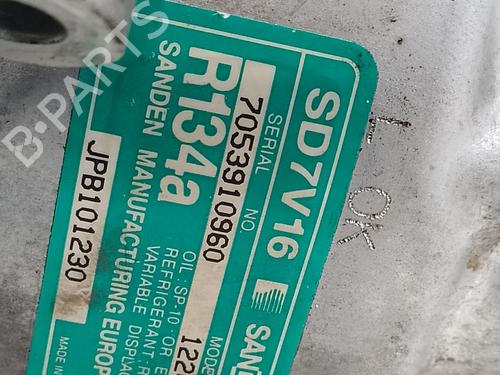 B-PARTS
SD7V16
SAN
SERIAL NO.
7053910960
MODE
122
R134a
SANDEN MANUFACTURING EUROP
OIL: SP-10 OR E
REFRIGERANT: R
VARIABLE DISPLAC
JPB101230
MADE IN
L OK